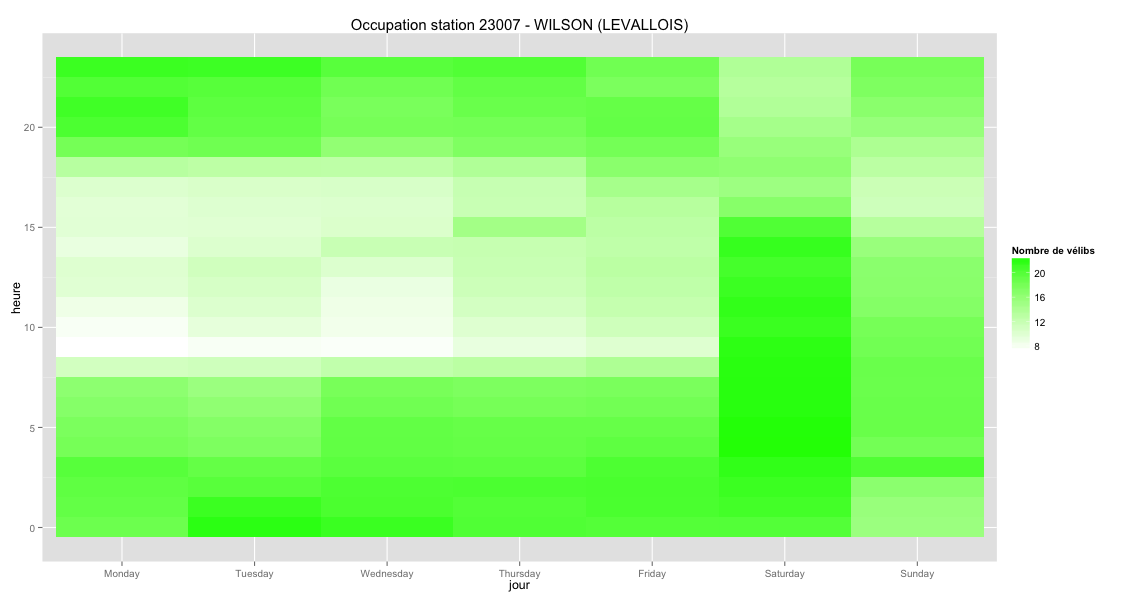 Occupation station 23007 - WILSON (LEVALLOIS)
20
15
10
5
0
heure
Monday Tuesday Wednesday Thursday Friday Saturday Sunday
jour
Nombre de vélibs
20
16
12
8